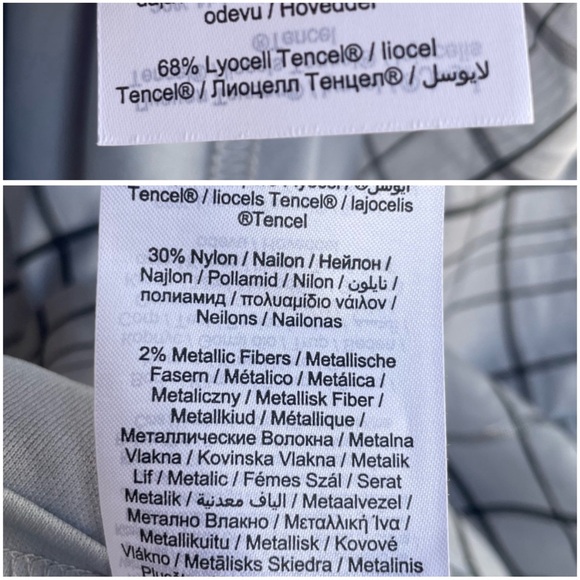 odevu / Hoveddel
68% Lyocell Tencel® / liocel
Tencel® / Лиоцелл Тенцел® / لايوسل
Tencel® / liocels Tencel® / lajocelis
®Tencel
30% Nylon / Nailon / Нейлон /
Najlon / Pollamid / Nilon / نايلون /
полиамид / πολυαμίδιο νάιλον /
Neilons / Nailonas
2% Metallic Fibers / Metallische
Fasern / Métalico / Metálica /
Metaliczny / Metallisk Fiber /
Metallkiud / Métallique /
Металлические Волокна / Metalna
Vlakna / Kovinska Vlakna / Metalik
Lif / Metalic / Fémes Szál / Serat
Metalik / الياف معدنية / Metaalvezel /
Метално Влакно / Μεταλλική Ίνα /
Metallikuitu / Metallisk / Kovové
Vlákno / Metālisks Šķiedra / Metalinis